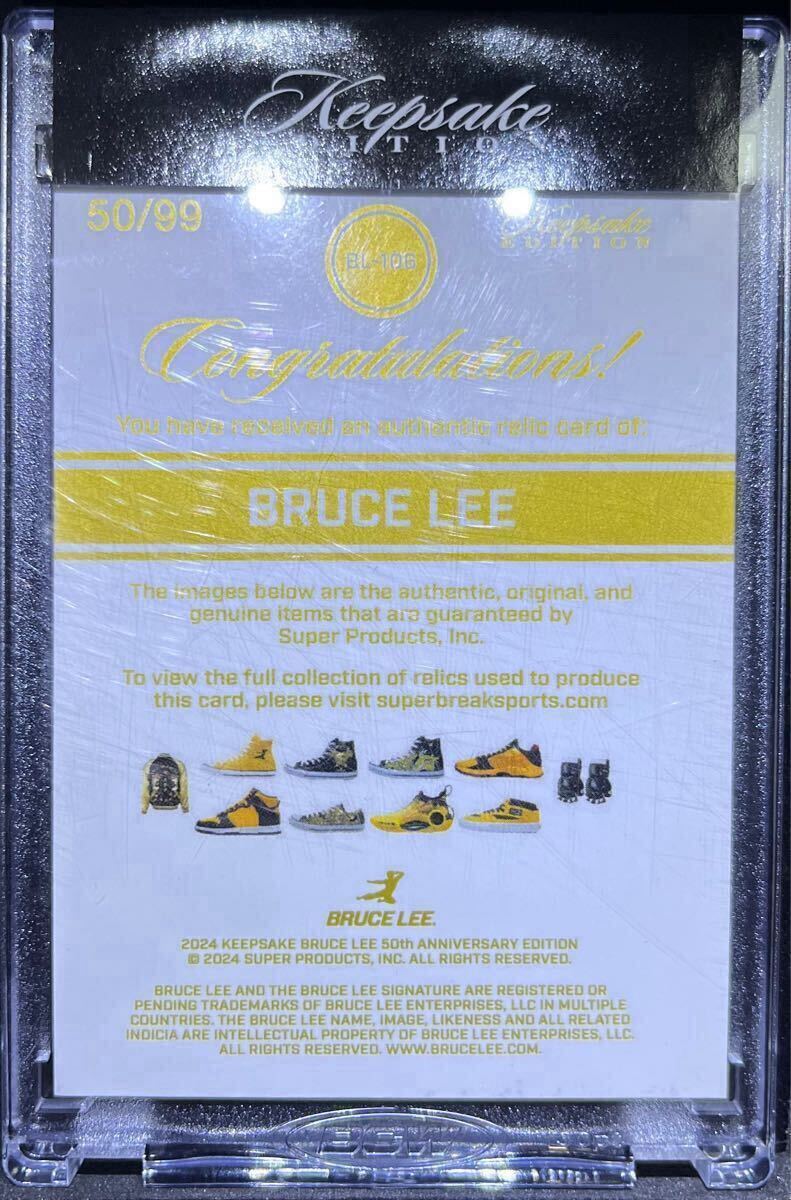 Keepsake
EDITION
50/99
BL-106
Keepsake
EDITION
Congratulations!
You have received an authentic relic card of:
BRUCE LEE
The images below are the authentic, original, and
genuine items that are guaranteed by
Super Products, Inc.
To view the full collection of relics used to produce
this card, please visit superbreaksports.com
BRUCE LEE.
2024 KEEPSAKE BRUCE LEE 50th ANNIVERSARY EDITION
© 2024 SUPER PRODUCTS, INC. ALL RIGHTS RESERVED.
BRUCE LEE AND THE BRUCE LEE SIGNATURE ARE REGISTERED OR
PENDING TRADEMARKS OF BRUCE LEE ENTERPRISES, LLC IN MULTIPLE
COUNTRIES. THE BRUCE LEE NAME, IMAGE, LIKENESS AND ALL RELATED
INDICIA ARE INTELLECTUAL PROPERTY OF BRUCE LEE ENTERPRISES, LLC.
ALL RIGHTS RESERVED. WWW.BRUCELEE.COM.
BCW